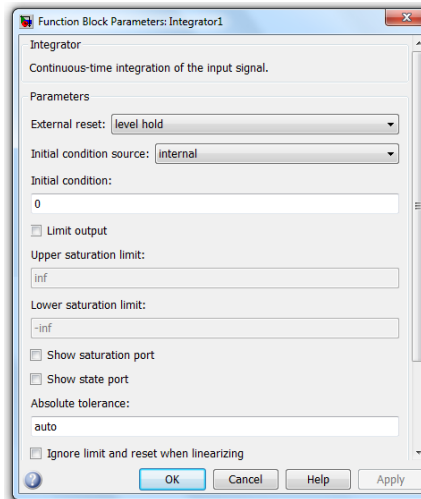 Function Block Parameters: Integrator1
Integrator
Continuous-time integration of the input signal.
Parameters
External reset: level hold
Initial condition source: internal
Initial condition:
0
Limit output
Upper saturation limit:
inf
Lower saturation limit:
-inf
Show saturation port
Show state port
Absolute tolerance:
auto
Ignore limit and reset when linearizing
OK Cancel Help Apply